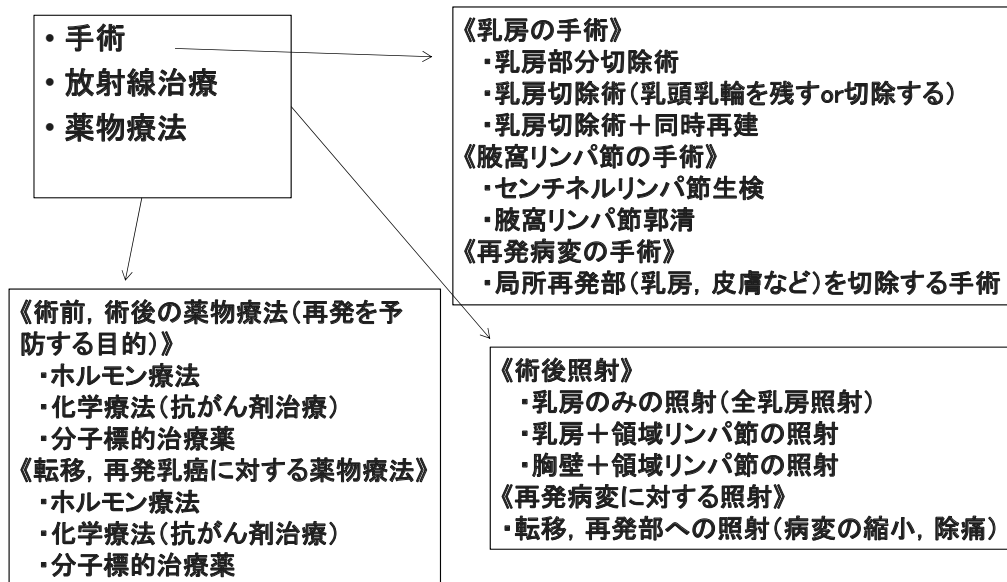 ・手術
・放射線治療
・薬物療法
《乳房の手術》
・乳房部分切除術
・乳房切除術(乳頭乳輪を残すor切除する)
・乳房切除術+同時再建
《腋窩リンパ節の手術》
・センチネルリンパ節生検
・腋窩リンパ節郭清
《再発病変の手術》
・局所再発部(乳房,皮膚など)を切除する手術
《術前,術後の薬物療法(再発を予
防する目的)》
・ホルモン療法
・化学療法(抗がん剤治療)
・分子標的治療薬
《転移,再発乳癌に対する薬物療法》
・ホルモン療法
・化学療法(抗がん剤治療)
・分子標的治療薬
《術後照射》
・乳房のみの照射(全乳房照射)
・乳房+領域リンパ節の照射
・胸壁+領域リンパ節の照射
《再発病変に対する照射》
・転移,再発部への照射(病変の縮小,除痛)